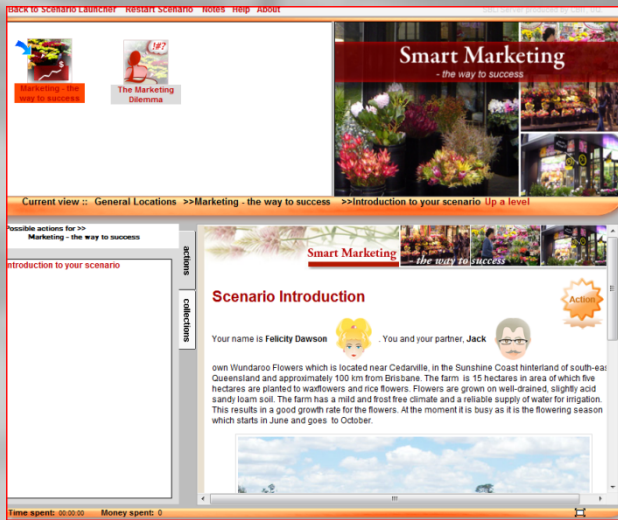 Back to Scenario Launcher Restart Scenario Notes Help About
!#?
$
Marketing - the
way to success
The Marketing
Dilemma
Smart Marketing
- the way to success
Current view :: General Locations >>Marketing - the way to success >>Introduction to your scenario Up a level
Possible actions for >>
Marketing - the way to success
Introduction to your scenario
actions
collections
Smart Marketing
- the way to success
Scenario Introduction
Action
Your name is Felicity Dawson . You and your partner, Jack
own Wundaroo Flowers which is located near Cedarville, in the Sunshine Coast hinterland of south-eas
Queensland and approximately 100 km from Brisbane. The farm is 15 hectares in area of which five
hectares are planted to waxflowers and rice flowers. Flowers are grown on well-drained, slightly acid
sandy loam soil. The farm has a mild and frost free climate and a reliable supply of water for irrigation.
This results in a good growth rate for the flowers. At the moment it is busy as it is the flowering season
which starts in June and goes to October.
Time spent: 00:00:00 Money spent: 0